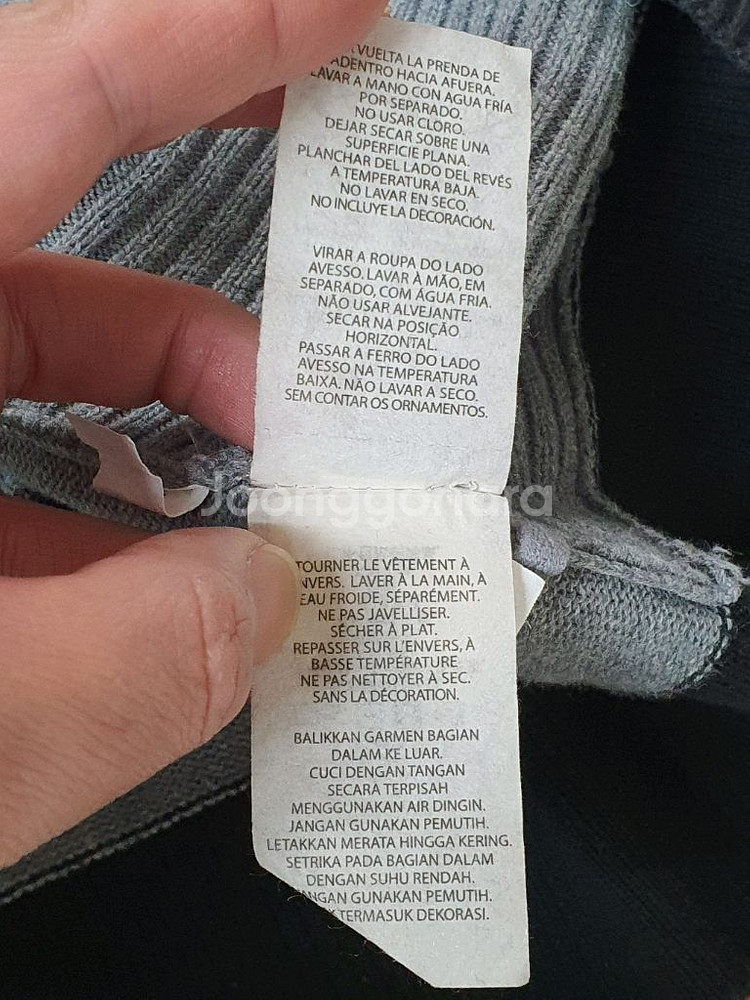 VUELTA LA PRENDA DE
ADENTRO HACIA AFUERA.
LAVAR A MANO CON AGUA FRÍA
POR SEPARADO.
NO USAR CLORO.
DEJAR SECAR SOBRE UNA
SUPERFICIE PLANA.
PLANCHAR DEL LADO DEL REVÉS
A TEMPERATURA BAJA.
NO LAVAR EN SECO.
NO INCLUYE LA DECORACIÓN.
VIRAR A ROUPA DO LADO
AVESSO, LAVAR À MÃO, EM
SEPARADO, COM ÁGUA FRIA.
NÃO USAR ALVEJANTE.
SECAR NA POSIÇÃO
HORIZONTAL.
PASSAR A FERRO DO LADO
AVESSO NA TEMPERATURA
BAIXA. NÃO LAVAR A SECO.
SEM CONTAR OS ORNAMENTOS.
Joonggonara
TOURNER LE VÊTEMENT À
NVERS. LAVER À LA MAIN, À
EAU FROIDE, SÉPARÉMENT.
NE PAS JAVELLISER.
SÉCHER À PLAT.
REPASSER SUR L'ENVERS, À
BASSE TEMPÉRATURE
NE PAS NETTOYER À SEC.
SANS LA DÉCORATION.
BALIKKAN GARMEN BAGIAN
DALAM KE LUAR.
CUCI DENGAN TANGAN
SECARA TERPISAH
MENGGUNAKAN AIR DINGIN.
JANGAN GUNAKAN PEMUTIH.
LETAKKAN MERATA HINGGA KERING.
SETRIKA PADA BAGIAN DALAM
DENGAN SUHU RENDAH.
NGAN GUNAKAN PEMUTIH.
TERMASUK DEKORASI.